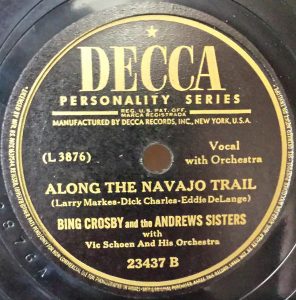 DECCA
PERSONALITY SERIES
REG. U.S. PAT. OFF.
MARCA REGISTRADA
MANUFACTURED BY DECCA RECORDS, INC., NEW YORK, U.S.A.
(L 3876)
Vocal
with Orchestra
ALONG THE NAVAJO TRAIL
(Larry Markes-Dick Charles-Eddie DeLange)
BING CROSBY and the ANDREWS SISTERS
with
Vic Schoen And His Orchestra
23437 B